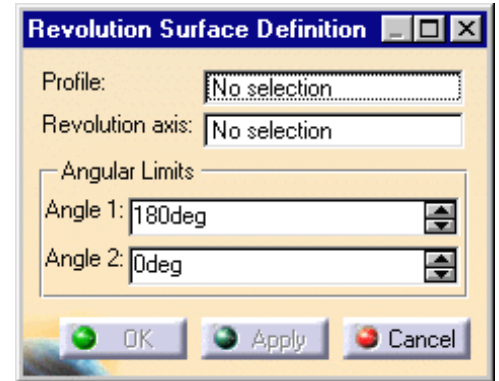 Revolution Surface Definition
Profile: No selection
Revolution axis: No selection
Angular Limits
Angle 1: 180deg
Angle 2: 0deg
OK Apply Cancel